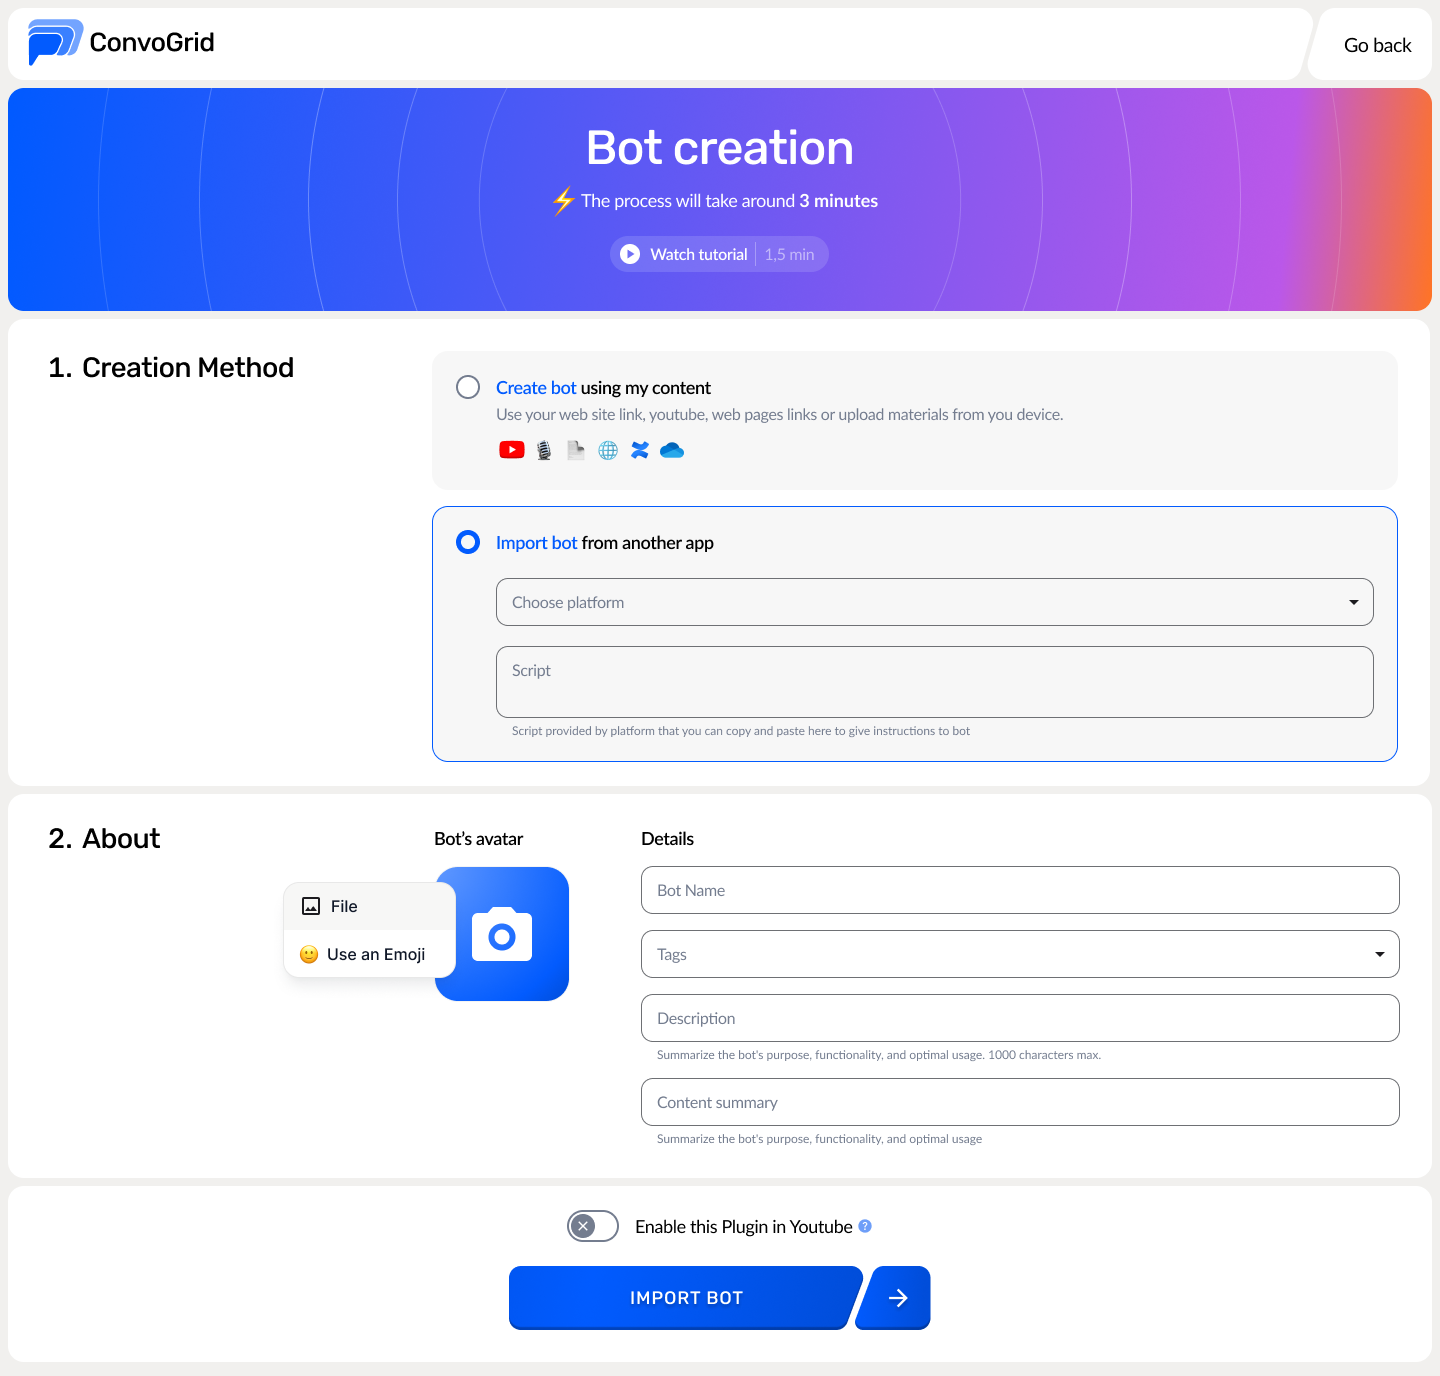 ConvoGrid
Go back
Bot creation
⚡ The process will take around 3 minutes
Watch tutorial | 1,5 min
1. Creation Method
Create bot using my content
Use your web site link, youtube, web pages links or upload materials from you device.
Import bot from another app
Choose platform
Script
Script provided by platform that you can copy and paste here to give instructions to bot
2. About
Bot’s avatar
File
🙂 Use an Emoji
Details
Bot Name
Tags
Description
Summarize the bot's purpose, functionality, and optimal usage. 1000 characters max.
Content summary
Summarize the bot's purpose, functionality, and optimal usage
Enable this Plugin in Youtube ?
IMPORT BOT